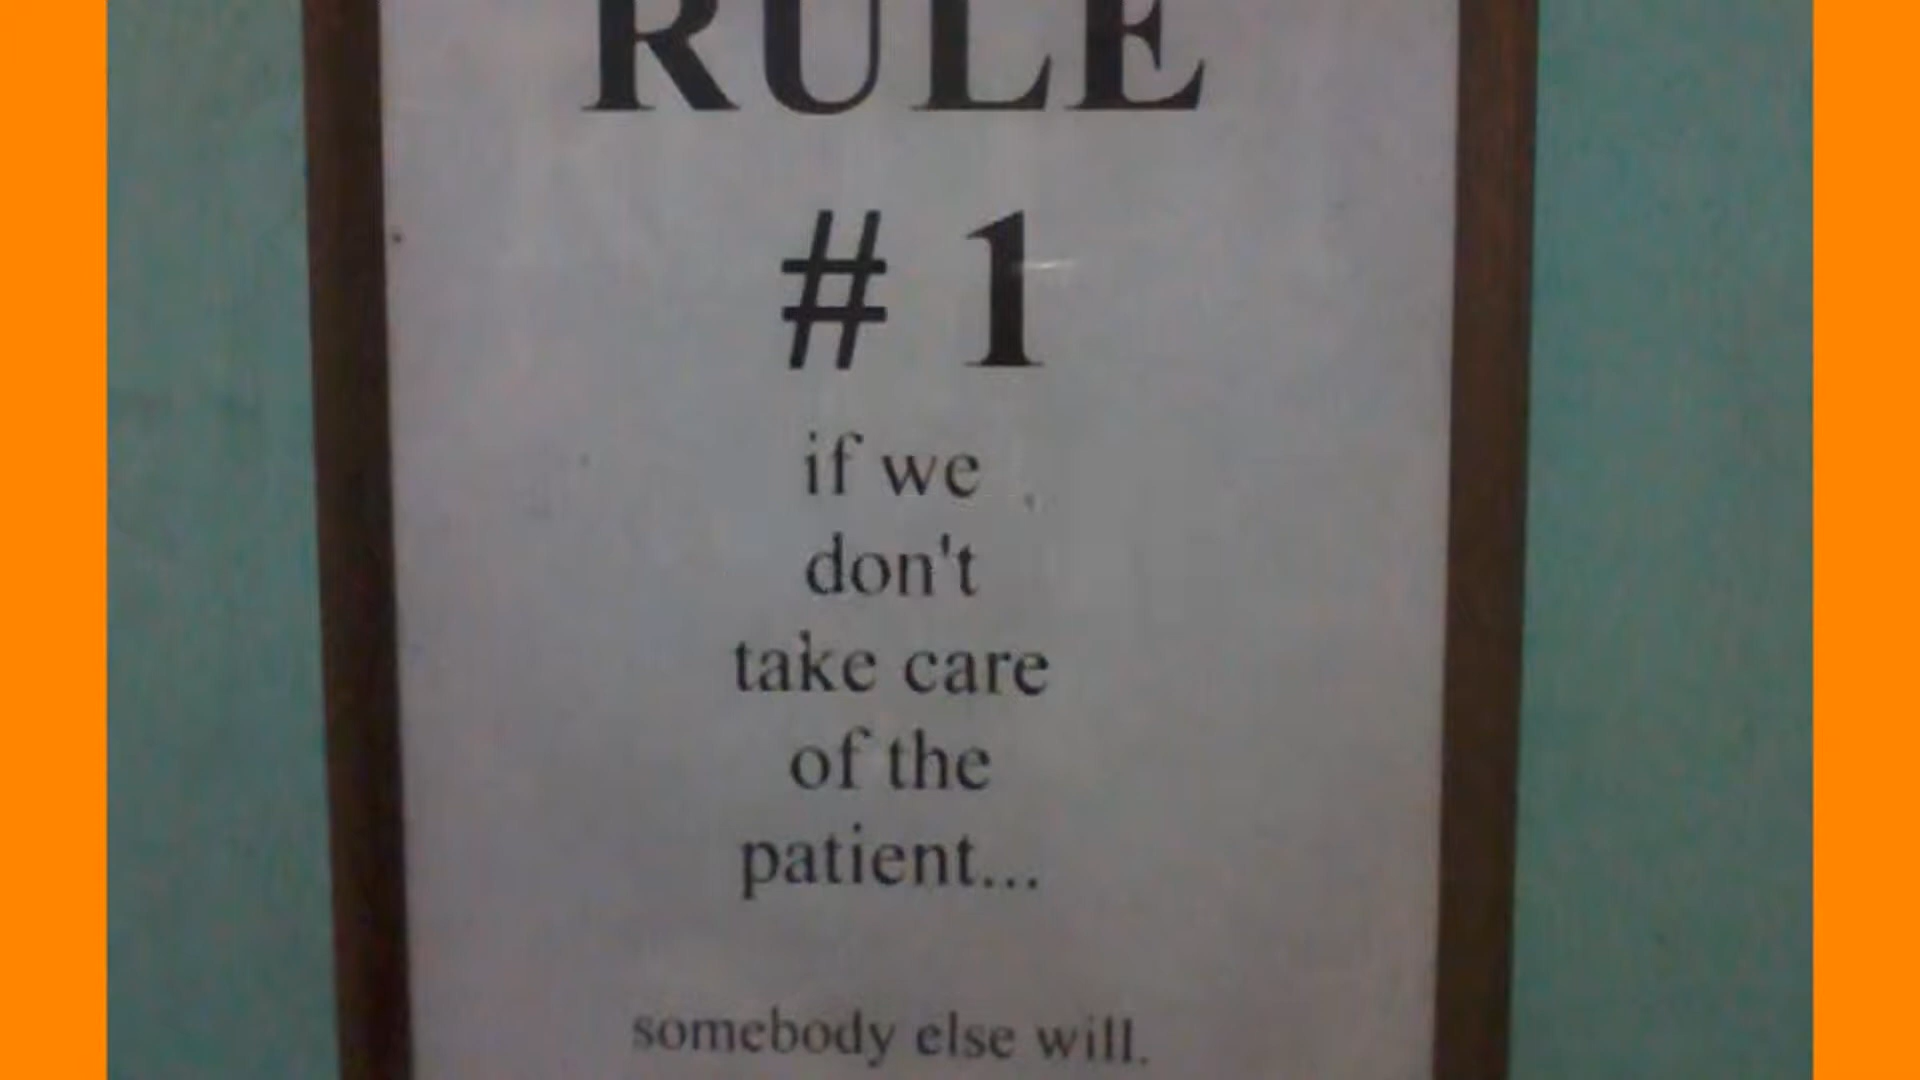 RULE
# 1
if we
don't
take care
of the
patient...
somebody else will.